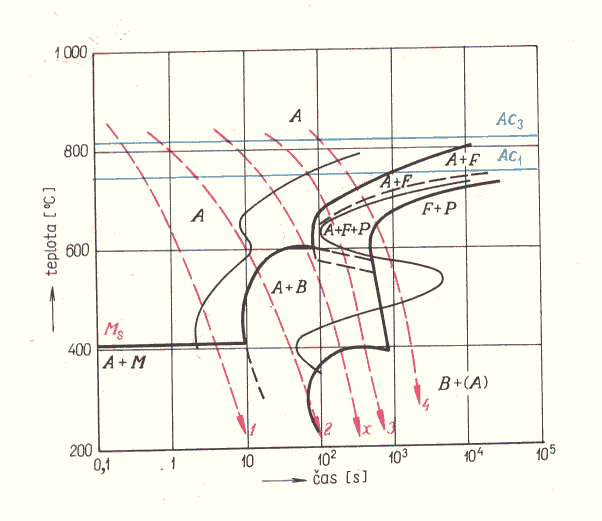 1 000
A
Ac₃
800
A+F
Ac₁
A+F
A
F+P
A+F+P
600
A+B
Mₛ
400
A+M
B+(A)
4
1
2
x
3
200
0,1
1
10
10²
10³
10⁴
10⁵
čas [s]
teplota [°C]